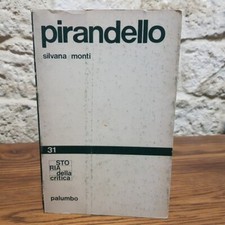 pirandello
silvana monti
31
STO
RIA della
critica
palumbo